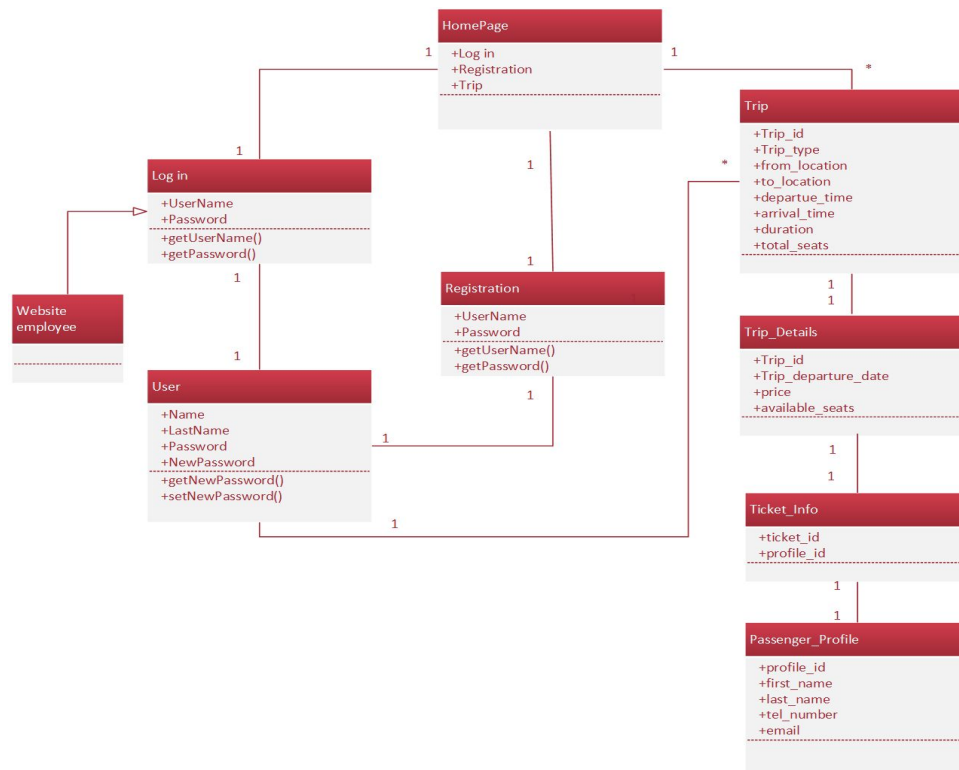 HomePage
+Log in
+Registration
+Trip
1
1
*
1
1
1
Log in
+UserName
+Password
+getUserName()
+getPassword()
1
1
Website
employee
User
+Name
+LastName
+Password
+NewPassword
+getNewPassword()
+setNewPassword()
1
1
Registration
+UserName
+Password
+getUserName()
+getPassword()
1
1
*
Trip
+Trip_id
+Trip_type
+from_location
+to_location
+departue_time
+arrival_time
+duration
+total_seats
1
1
Trip_Details
+Trip_id
+Trip_departure_date
+price
+available_seats
1
1
Ticket_Info
+ticket_id
+profile_id
1
1
Passenger_Profile
+profile_id
+first_name
+last_name
+tel_number
+email